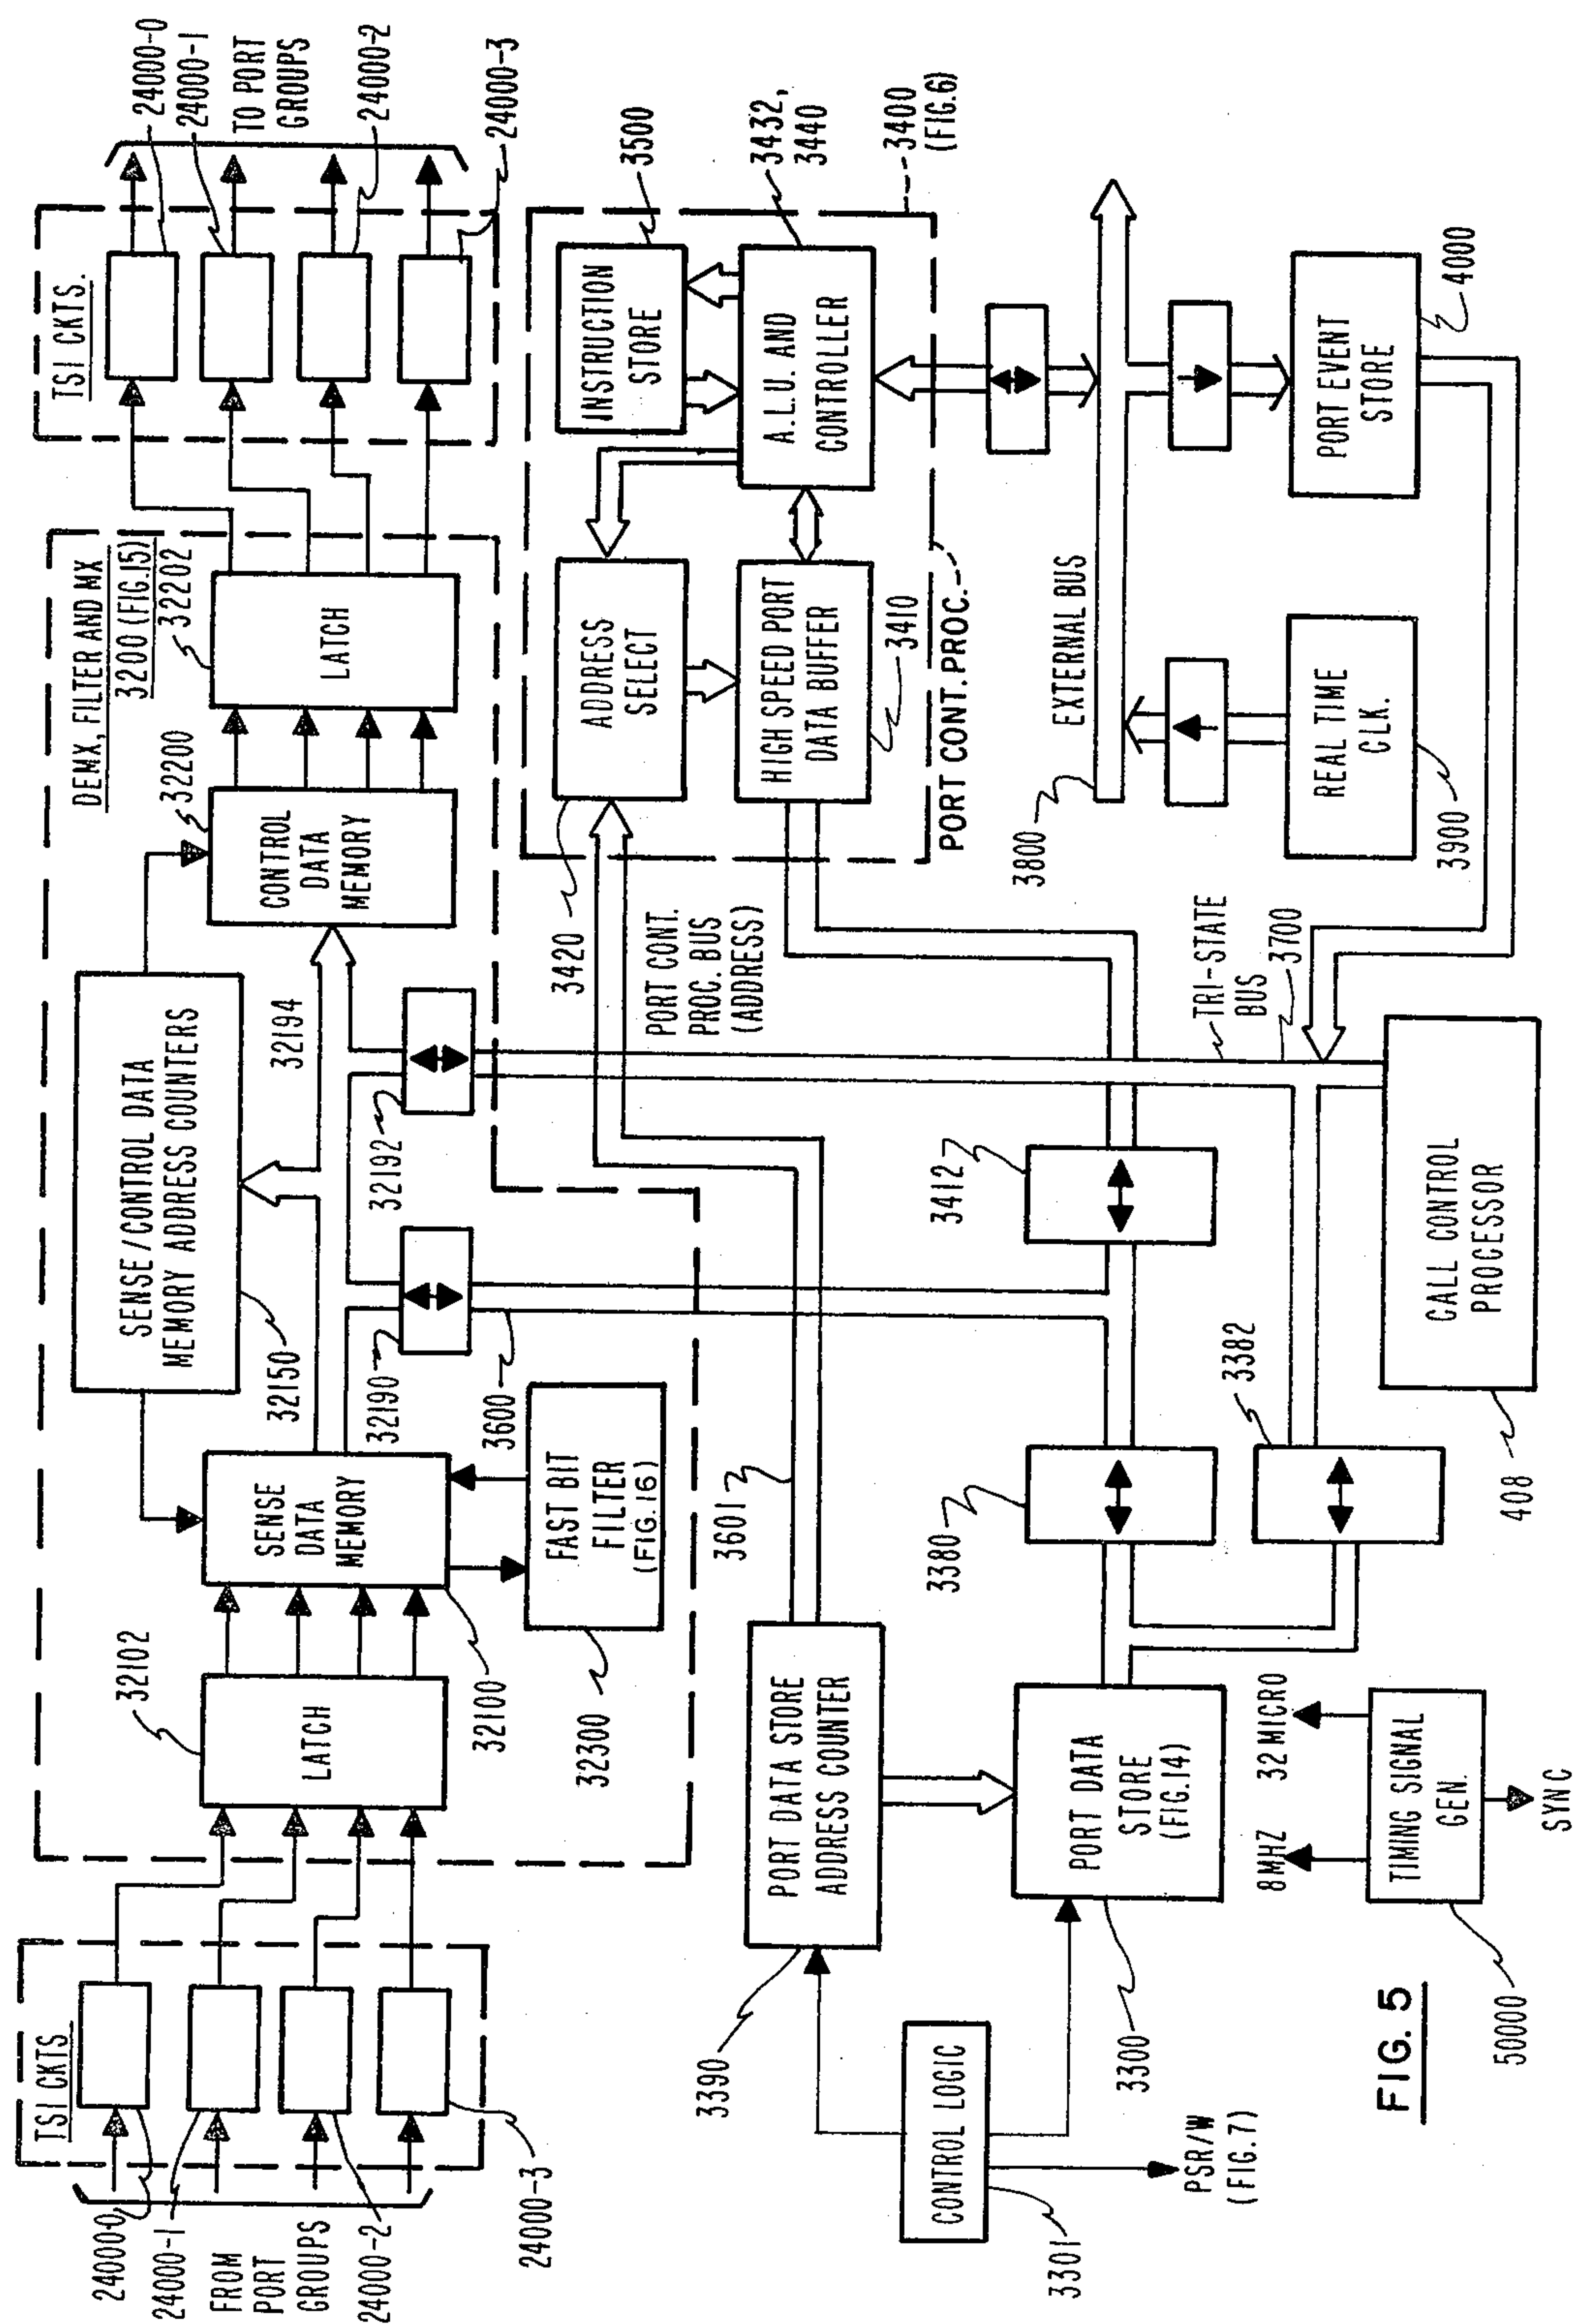 TSI CKTS
24000-0
24000-1
FROM
PORT
GROUPS
24000-2
24000-3
32102
LATCH
32100
SENSE
DATA
MEMORY
FAST BIT
FILTER
(FIG.16)
32300
SENSE/CONTROL DATA
MEMORY ADDRESS COUNTERS
32150
32190
3600
32192
32194
CONTROL
DATA
MEMORY
32200
DEMX, FILTER AND MX
3200 (FIG.15)
32202
LATCH
TSI CKTS.
24000-0
24000-1
TO PORT
GROUPS
24000-2
24000-3
3601
PORT CONT.
PROC. BUS
(ADDRESS)
3420
ADDRESS
SELECT
INSTRUCTION
STORE
3500
HIGH SPEED PORT
DATA BUFFER
3410
A.L.U. AND
CONTROLLER
3432,
3440
PORT CONT. PROC.
3400
(FIG.6)
3390
PORT DATA STORE
ADDRESS COUNTER
3380
3412
3301
CONTROL LOGIC
PSR/W
(FIG.7)
3300
PORT DATA
STORE
(FIG.14)
3382
TRI-STATE
BUS
3700
3800
EXTERNAL BUS
REAL TIME
CLK.
3900
PORT EVENT
STORE
4000
CALL CONTROL
PROCESSOR
408
8MHZ
32 MICRO
TIMING SIGNAL
GEN.
50000
SYNC
FIG. 5